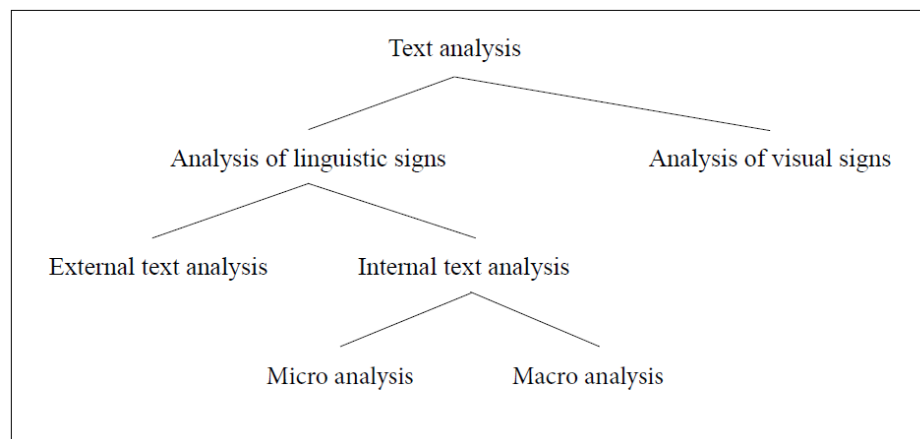 Text analysis
Analysis of linguistic signs
Analysis of visual signs
External text analysis
Internal text analysis
Micro analysis
Macro analysis